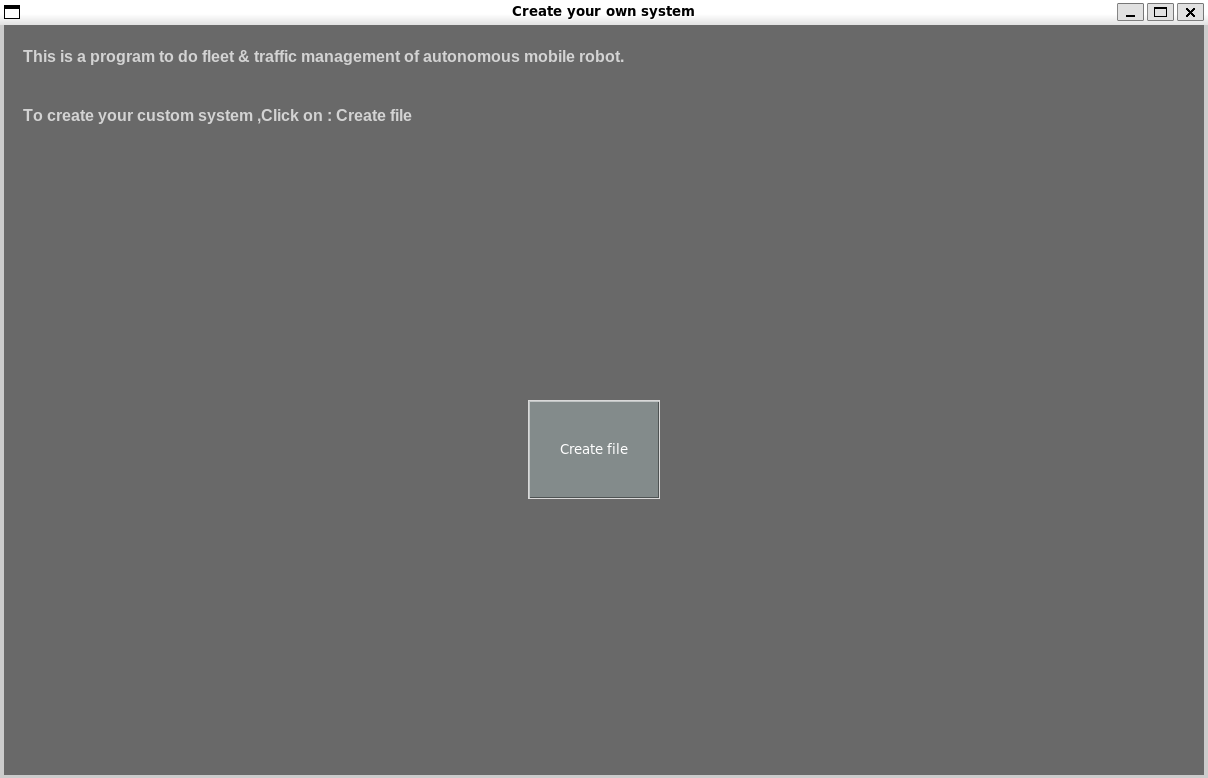 Create your own system
This is a program to do fleet & traffic management of autonomous mobile robot.
To create your custom system ,Click on : Create file
Create file